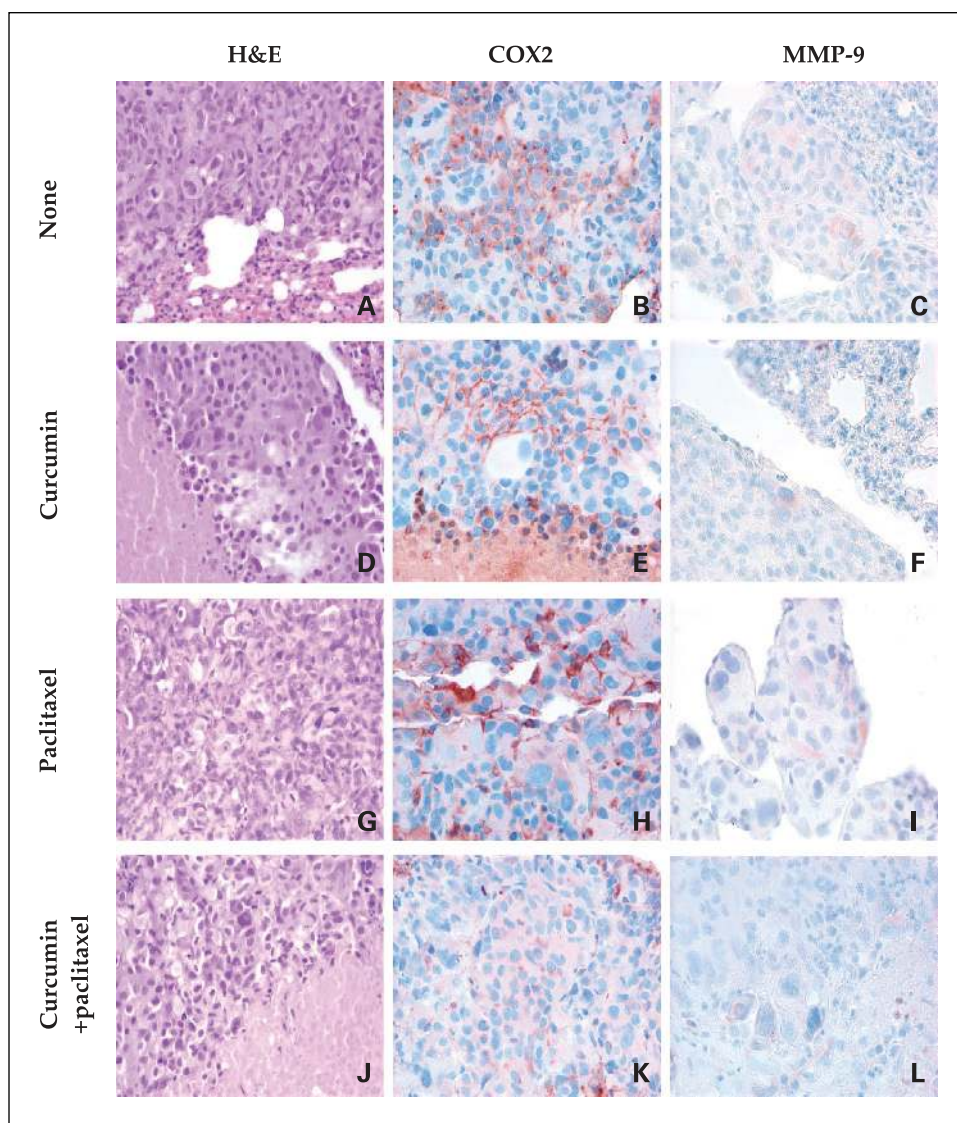 H&E COX2 MMP-9
None
A B C
Curcumin
D E F
Paclitaxel
G H I
Curcumin
+paclitaxel
J K L